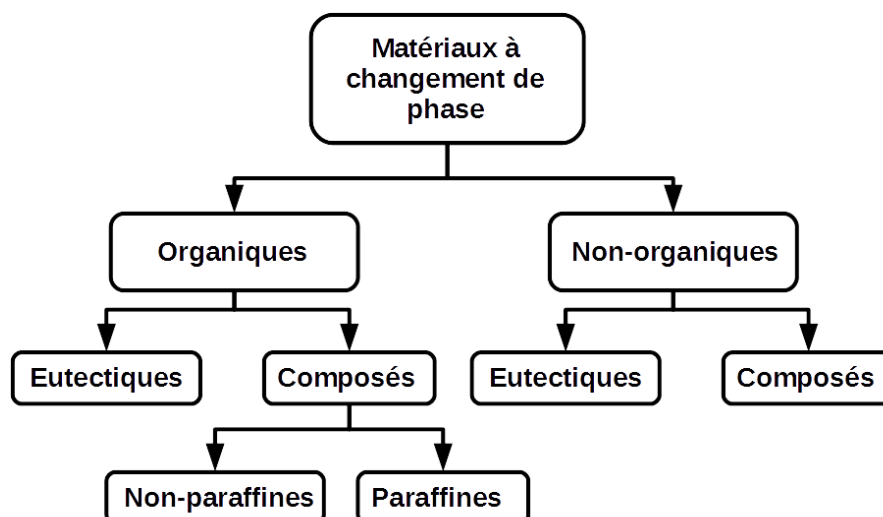 Matériaux à
changement de
phase
Organiques
Non-organiques
Eutectiques
Composés
Eutectiques
Composés
Non-paraffines
Paraffines